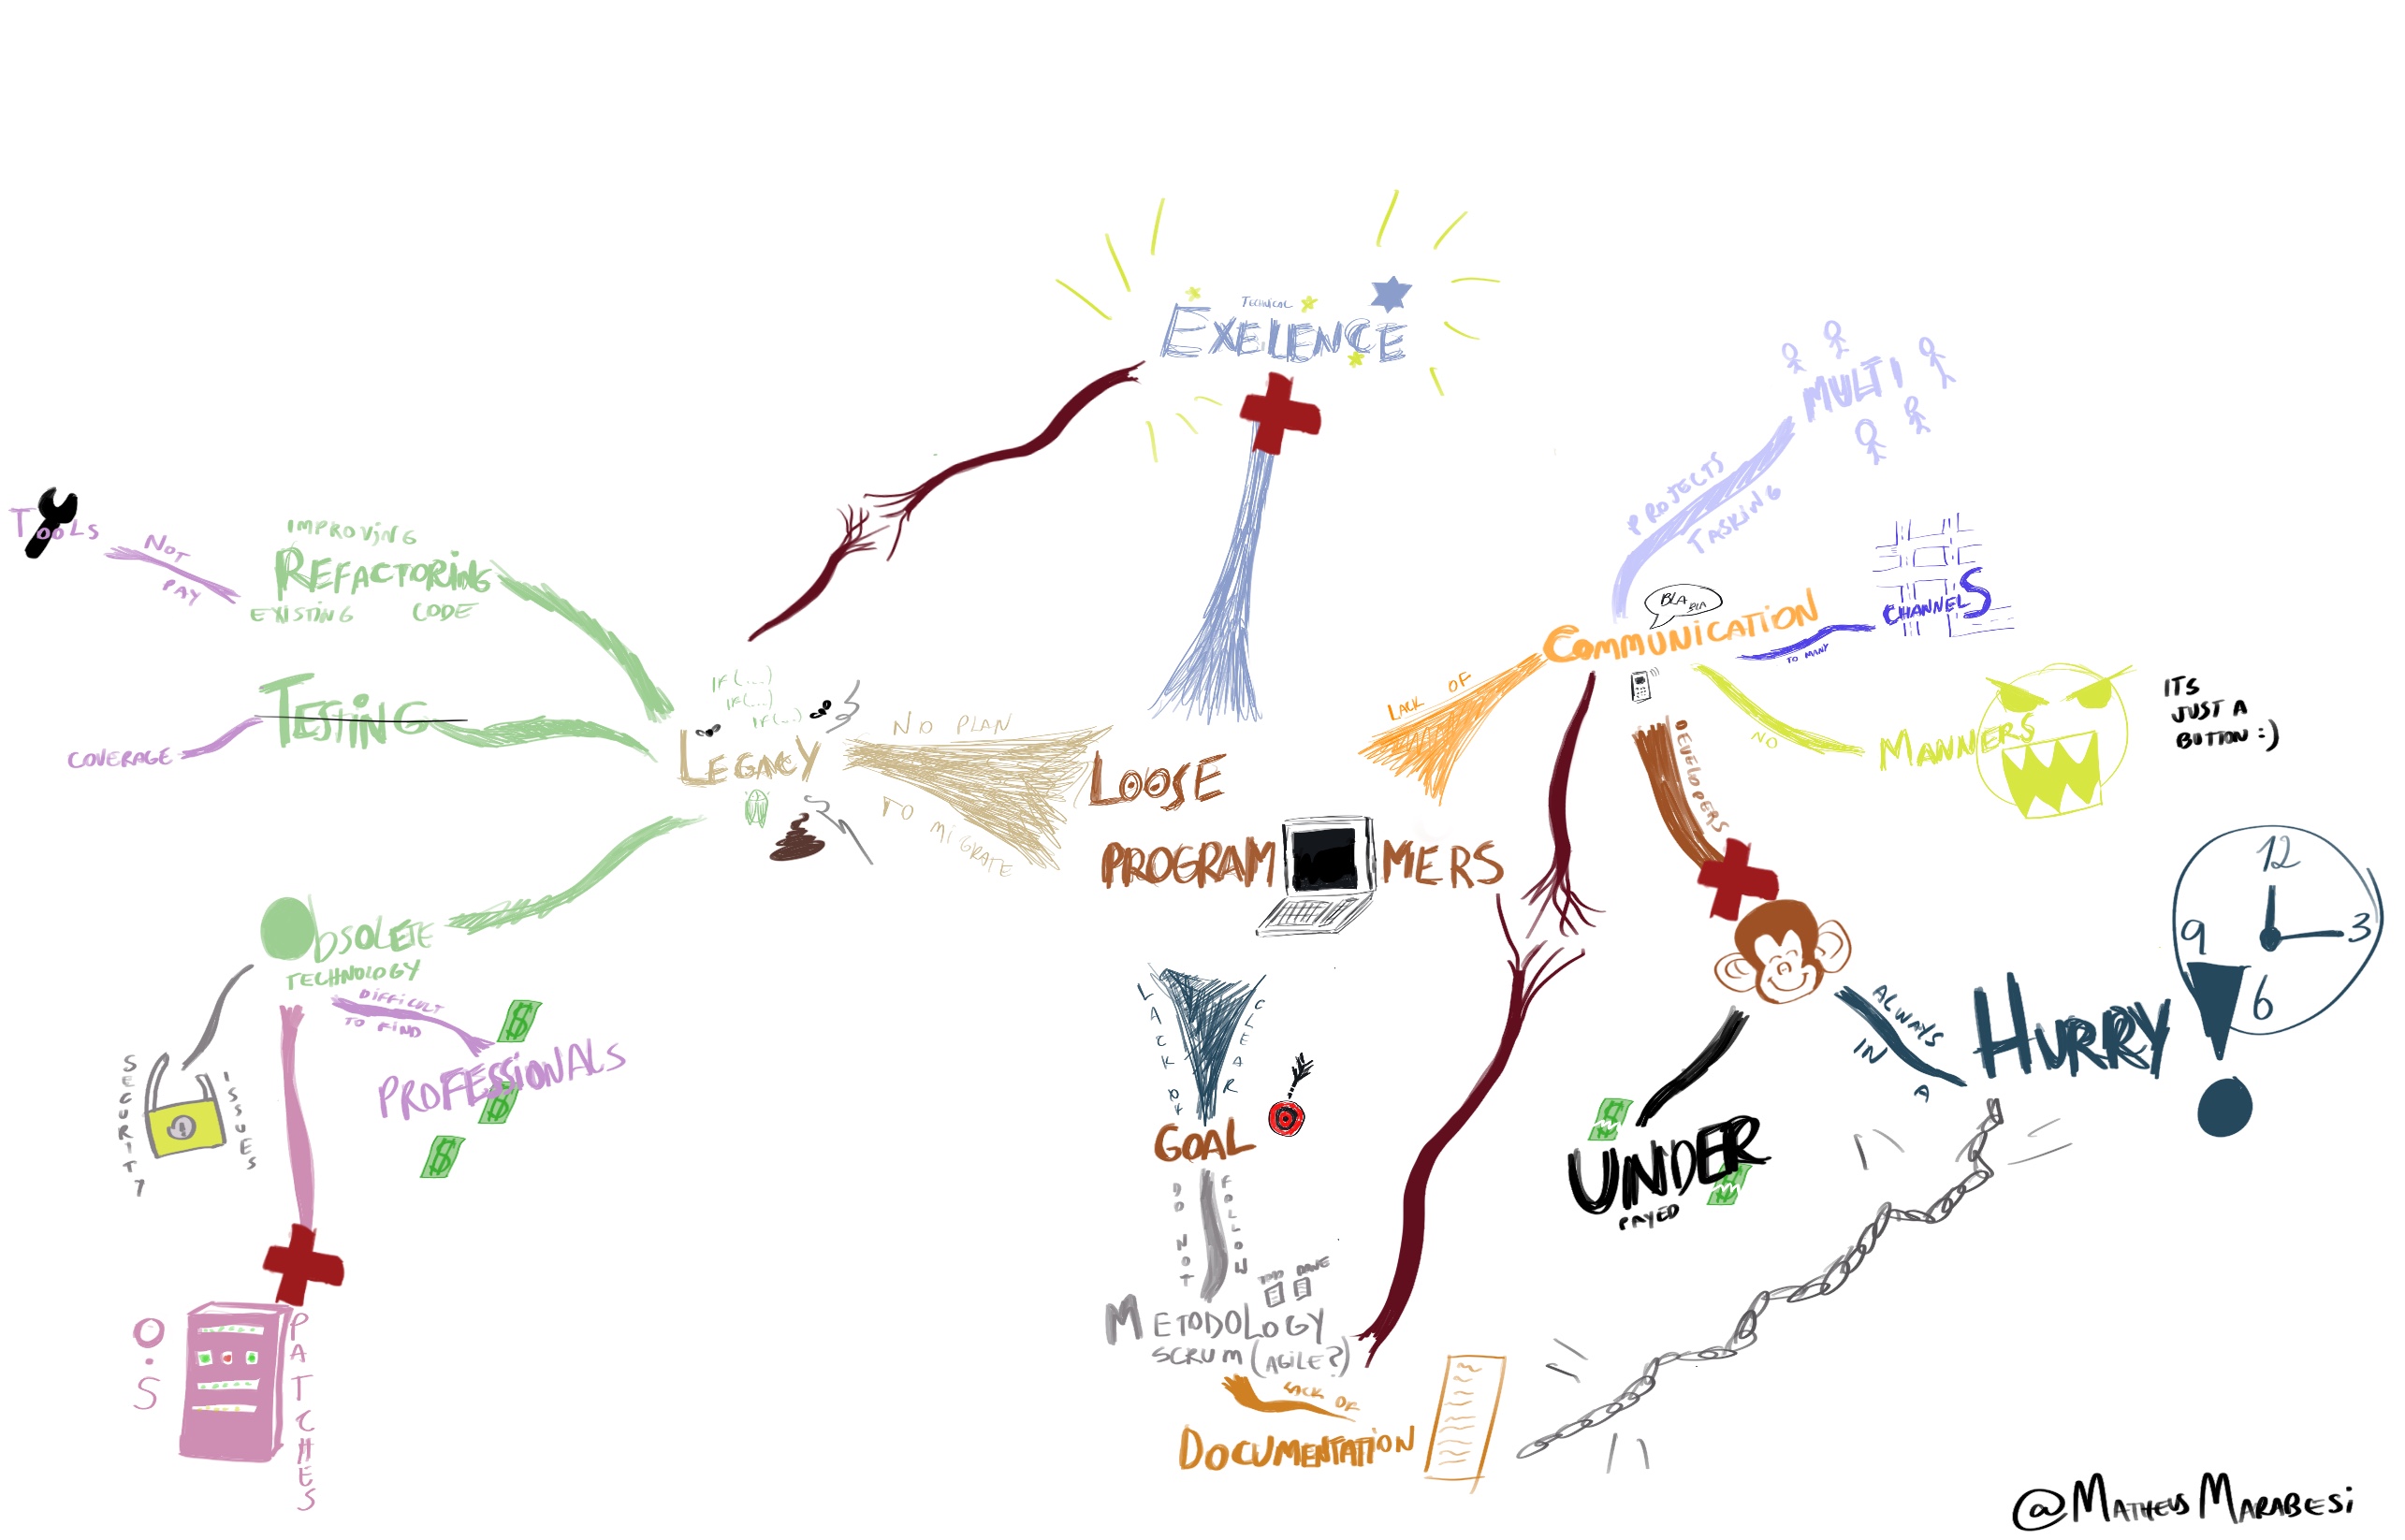 TECHNICAL
EXELENCE
MULTI
PROJECTS
TASKING
BLA
BLA
COMMUNICATION
LACK OF
TO MANY
CHANNELS
NO
MANNERS
ITS
JUST A
BUTTON :)
DEVELOPERS
ALWAYS
IN A
HURRY!
12
3
6
9
UNDER
PAYED
$
$
LOOSE
PROGRAMMERS
NO PLAN
TO MIGRATE
LEGACY
IF(....)
IF(...)
IF(...)
IMPROVING
REFACTORING
EXISTING CODE
NOT
PAY
TOOLS
TESTING
COVERAGE
OBSOLETE
TECHNOLOGY
DIFFICULT
TO FIND
PROFESSIONALS
$
$
$
SECURITY
ISSUES
O.S
PATCHES
LACK OF
CLEAR
GOAL
DO NOT
FOLLOW
TODO DONE
METODOLOGY
SCRUM (AGILE?)
LACK OF
DOCUMENTATION
@MATHEUSMARABESI